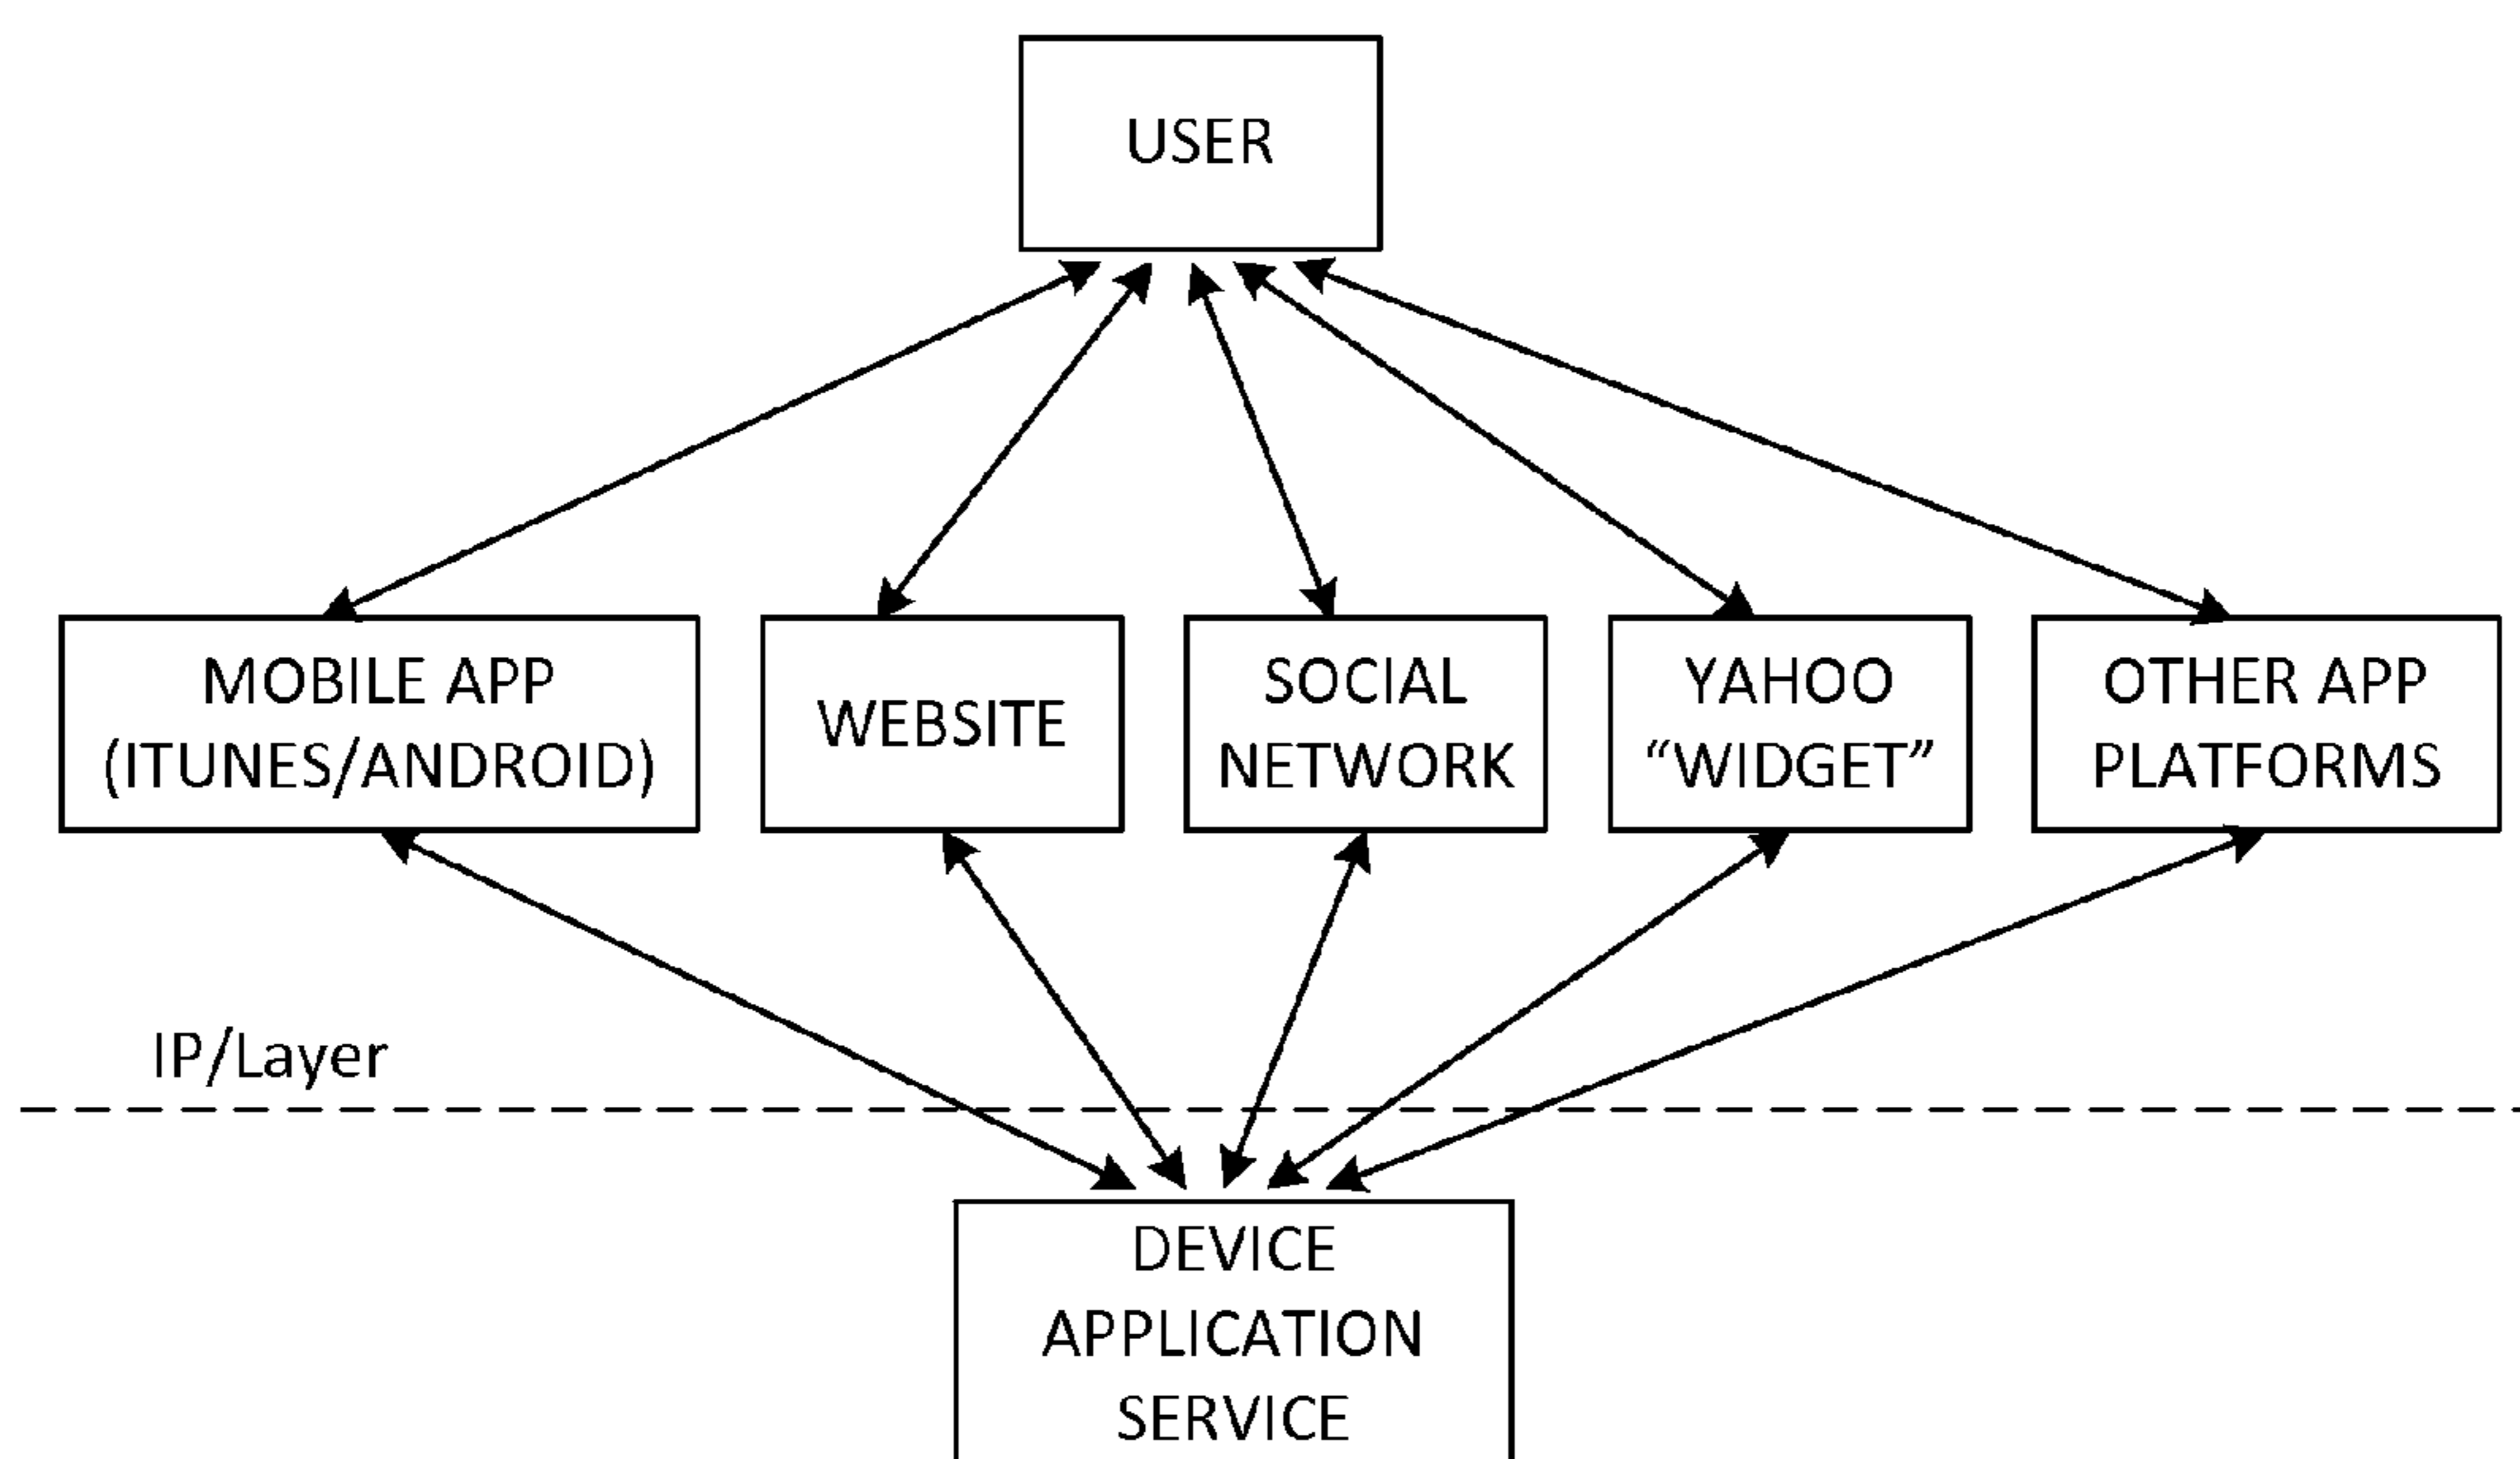 USER
MOBILE APP
(ITUNES/ANDROID)
WEBSITE
SOCIAL
NETWORK
YAHOO
“WIDGET”
OTHER APP
PLATFORMS
IP/Layer
DEVICE
APPLICATION
SERVICE